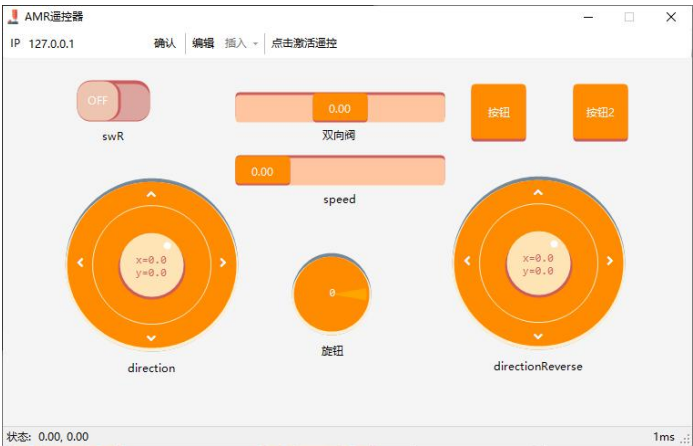 AMR遥控器
IP 127.0.0.1 确认 编辑 插入 点击激活遥控
OFF
swR
0.00
双向阀
按钮
按钮2
0.00
speed
x=0.0
y=0.0
direction
0
旋钮
x=0.0
y=0.0
directionReverse
状态: 0.00, 0.00 1ms